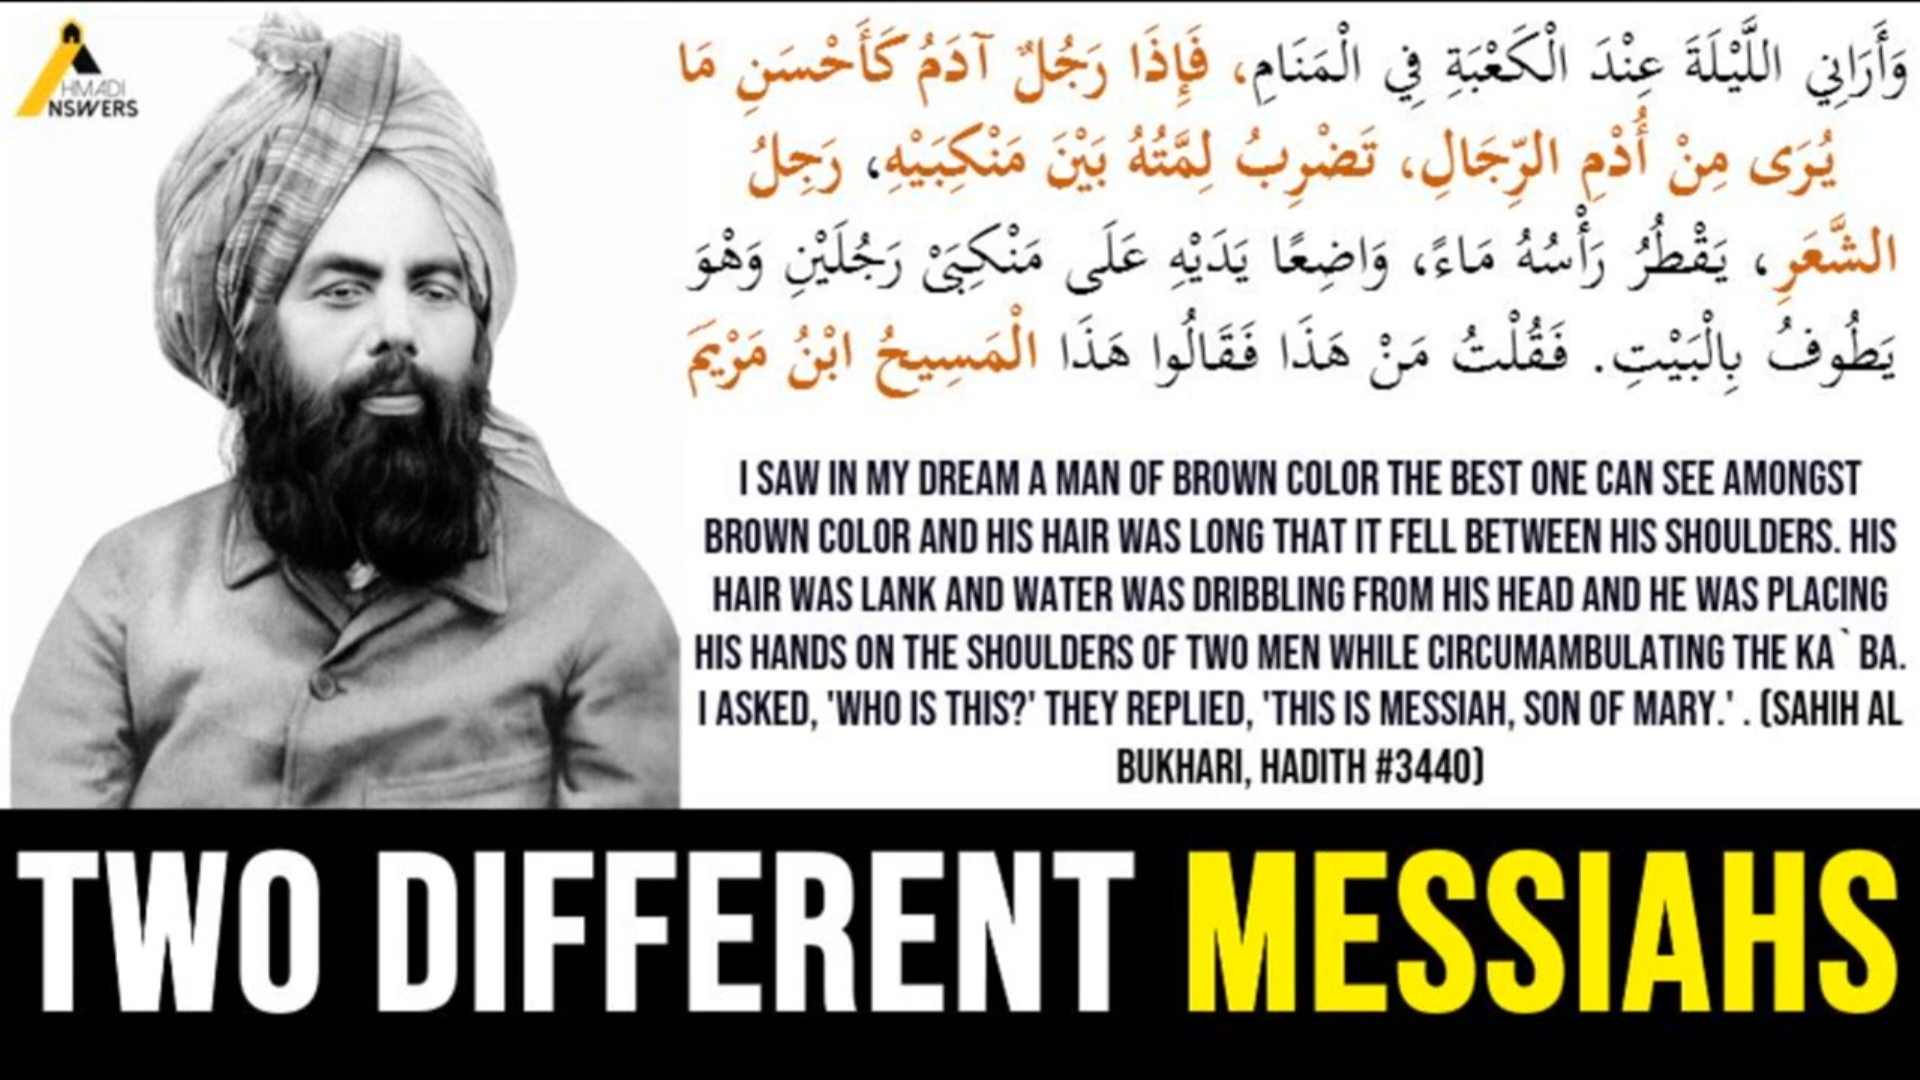 HMADI
NSWERS
وَأَرَانِي اللَّيْلَةَ عِنْدَ الْكَعْبَةِ فِي الْمَنَامِ، فَإِذَا رَجُلٌ آدَمُ كَأَحْسَنِ مَا
يُرَى مِنْ أُدْمِ الرِّجَالِ، تَضْرِبُ لِمَّتُهُ بَيْنَ مَنْكِبَيْهِ، رَجِلُ
الشَّعَرِ، يَقْطُرُ رَأْسُهُ مَاءً، وَاضِعًا يَدَيْهِ عَلَى مَنْكِبَىْ رَجُلَيْنِ وَهْوَ
يَطُوفُ بِالْبَيْتِ. فَقُلْتُ مَنْ هَذَا فَقَالُوا هَذَا الْمَسِيحُ ابْنُ مَرْيَمَ
I SAW IN MY DREAM A MAN OF BROWN COLOR THE BEST ONE CAN SEE AMONGST
BROWN COLOR AND HIS HAIR WAS LONG THAT IT FELL BETWEEN HIS SHOULDERS. HIS
HAIR WAS LANK AND WATER WAS DRIBBLING FROM HIS HEAD AND HE WAS PLACING
HIS HANDS ON THE SHOULDERS OF TWO MEN WHILE CIRCUMAMBULATING THE KA`BA.
I ASKED, 'WHO IS THIS?' THEY REPLIED, 'THIS IS MESSIAH, SON OF MARY.' . (SAHIH AL
BUKHARI, HADITH #3440)
TWO DIFFERENT MESSIAHS